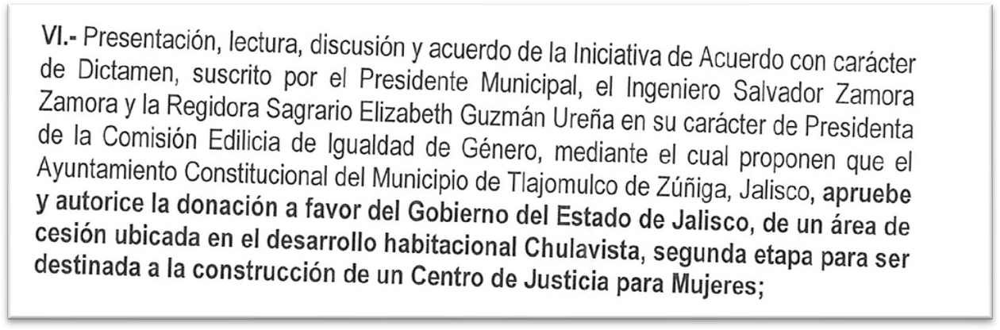 VI.- Presentación, lectura, discusión y acuerdo de la Iniciativa de Acuerdo con carácter
de Dictamen, suscrito por el Presidente Municipal, el Ingeniero Salvador Zamora
Zamora y la Regidora Sagrario Elizabeth Guzmán Ureña en su carácter de Presidenta
de la Comisión Edilicia de Igualdad de Género, mediante el cual proponen que el
Ayuntamiento Constitucional del Municipio de Tlajomulco de Zúñiga, Jalisco, apruebe
y autorice la donación a favor del Gobierno del Estado de Jalisco, de un área de
cesión ubicada en el desarrollo habitacional Chulavista, segunda etapa para ser
destinada a la construcción de un Centro de Justicia para Mujeres;